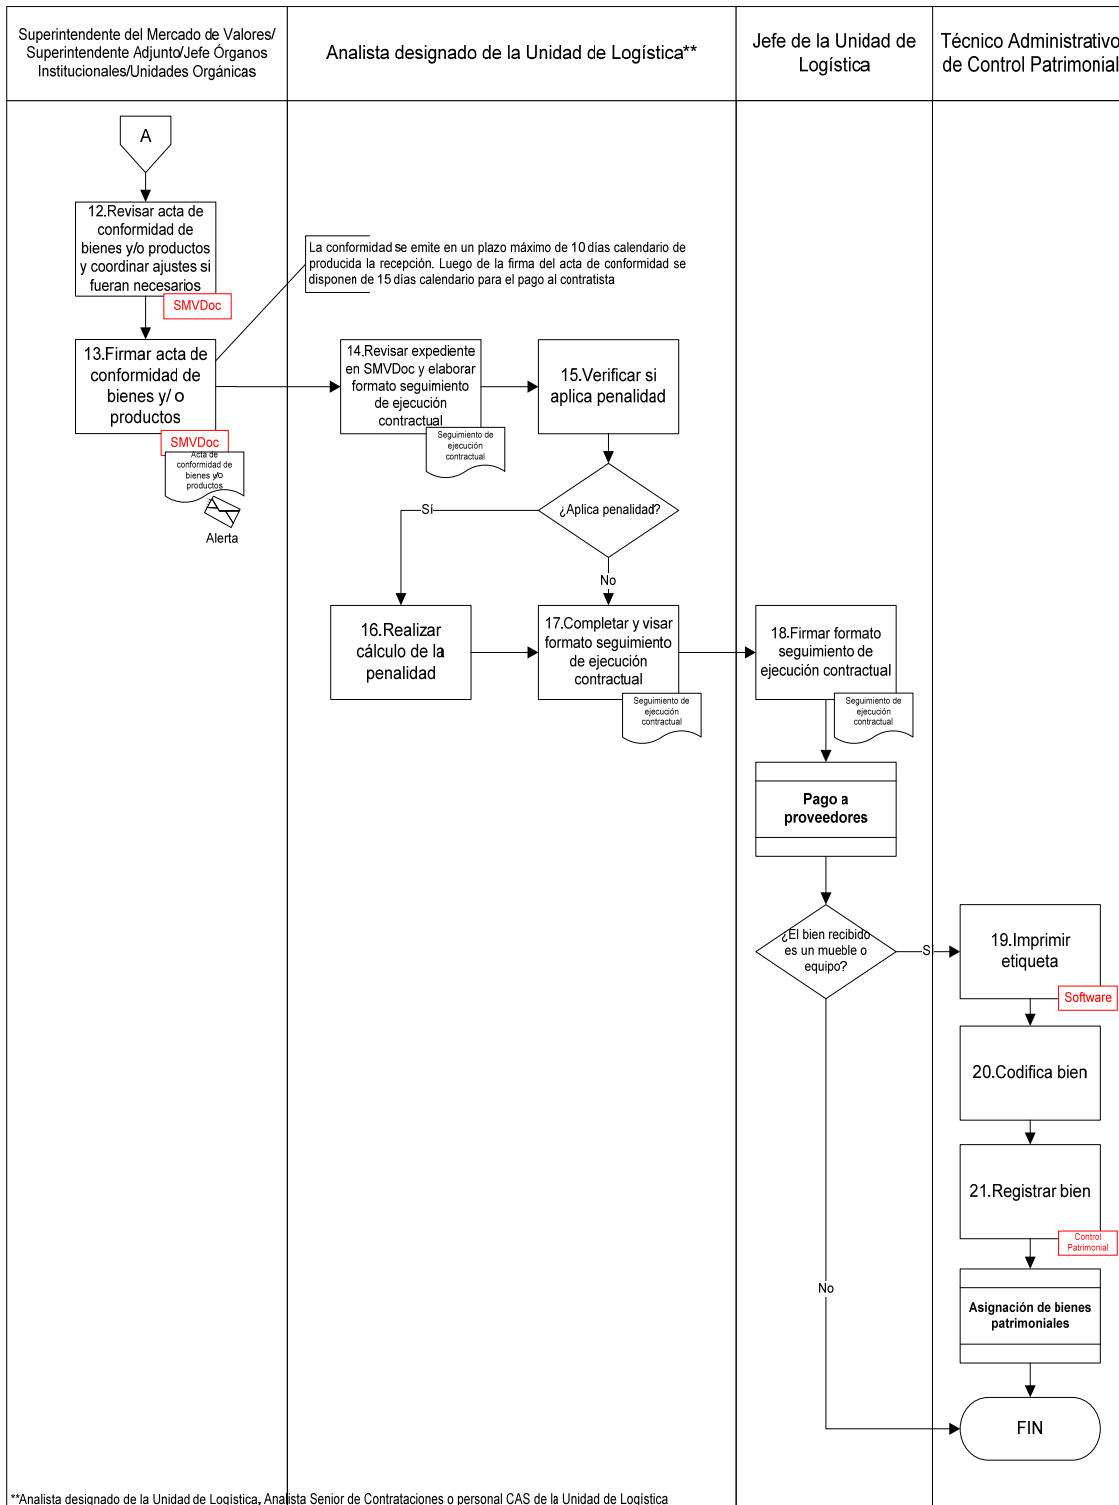 Superintendente del Mercado de Valores/
Superintendente Adjunto/Jefe Órganos
Institucionales/Unidades Orgánicas
Analista designado de la Unidad de Logística**
Jefe de la Unidad de
Logística
Técnico Administrativo
de Control Patrimonial
A
12.Revisar acta de
conformidad de
bienes y/o productos
y coordinar ajustes si
fueran necesarios
SMVDoc
La conformidad se emite en un plazo máximo de 10 días calendario de
producida la recepción. Luego de la firma del acta de conformidad se
disponen de 15 días calendario para el pago al contratista
13.Firmar acta de
conformidad de
bienes y/ o
productos
SMVDoc
Acta de
conformidad de
bienes y/o
productos
Alerta
14.Revisar expediente
en SMVDoc y elaborar
formato seguimiento
de ejecución
contractual
Seguimiento de
ejecución
contractual
15.Verificar si
aplica penalidad
¿Aplica penalidad?
Sí
No
16.Realizar
cálculo de la
penalidad
17.Completar y visar
formato seguimiento
de ejecución
contractual
Seguimiento de
ejecución
contractual
18.Firmar formato
seguimiento de
ejecución contractual
Seguimiento de
ejecución
contractual
Pago a
proveedores
¿El bien recibido
es un mueble o
equipo?
Sí
No
19.Imprimir
etiqueta
Software
20.Codifica bien
21.Registrar bien
Control
Patrimonial
Asignación de bienes
patrimoniales
FIN
**Analista designado de la Unidad de Logística, Analista Senior de Contrataciones o personal CAS de la Unidad de Logística